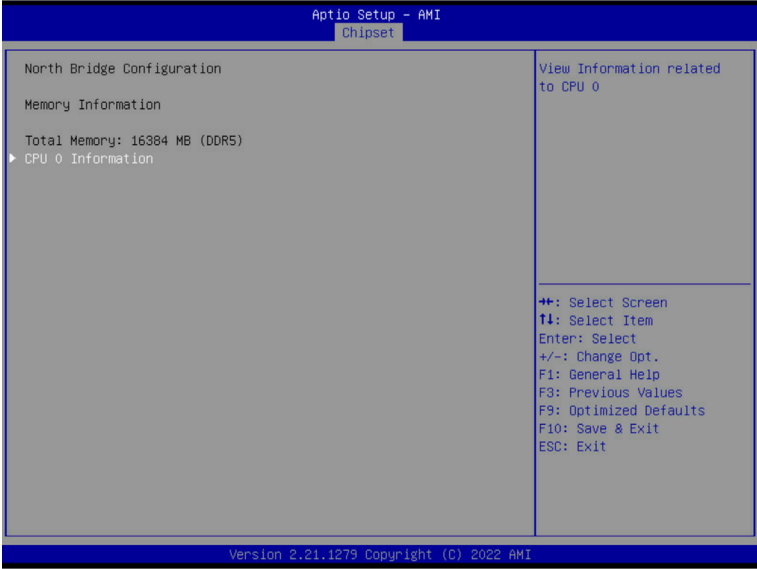 Aptio Setup - AMI
Chipset
North Bridge Configuration
Memory Information
Total Memory: 16384 MB (DDR5)
CPU 0 Information
View Information related
to CPU 0
→←: Select Screen
↑↓: Select Item
Enter: Select
+/-: Change Opt.
F1: General Help
F3: Previous Values
F9: Optimized Defaults
F10: Save & Exit
ESC: Exit
Version 2.21.1279 Copyright (C) 2022 AMI